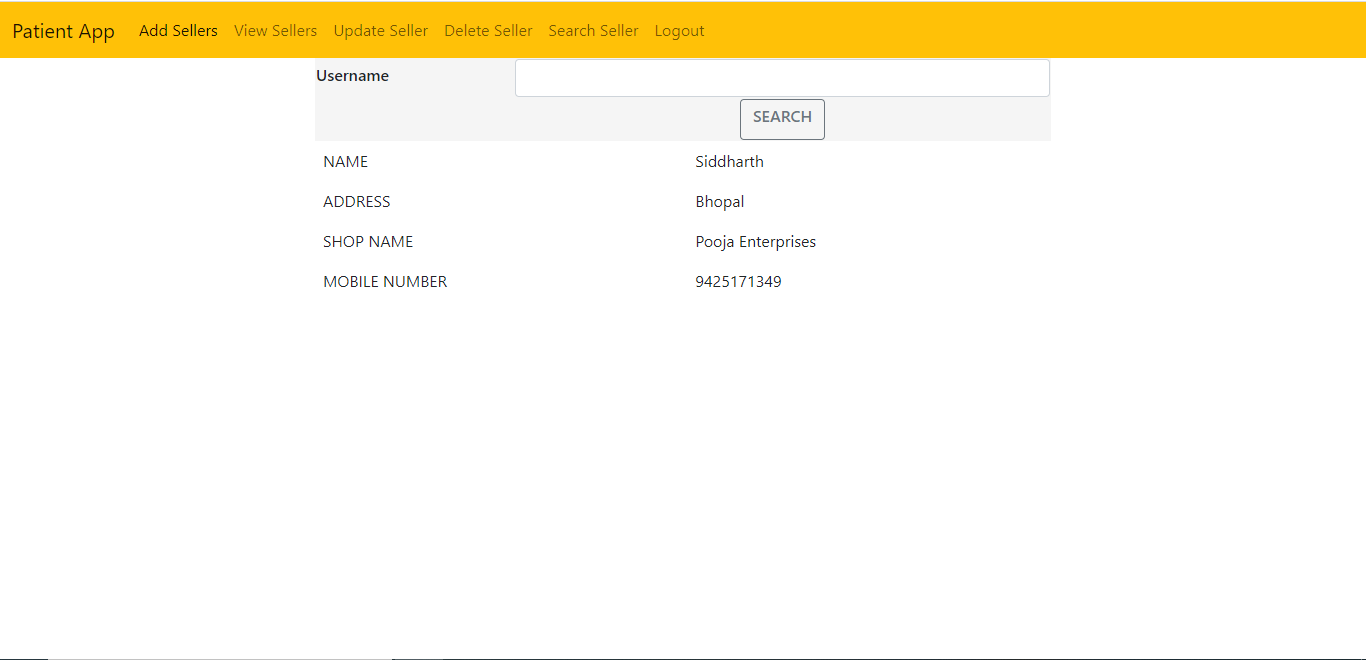 Patient App Add Sellers View Sellers Update Seller Delete Seller Search Seller Logout
Username
SEARCH
NAME Siddharth
ADDRESS Bhopal
SHOP NAME Pooja Enterprises
MOBILE NUMBER 9425171349